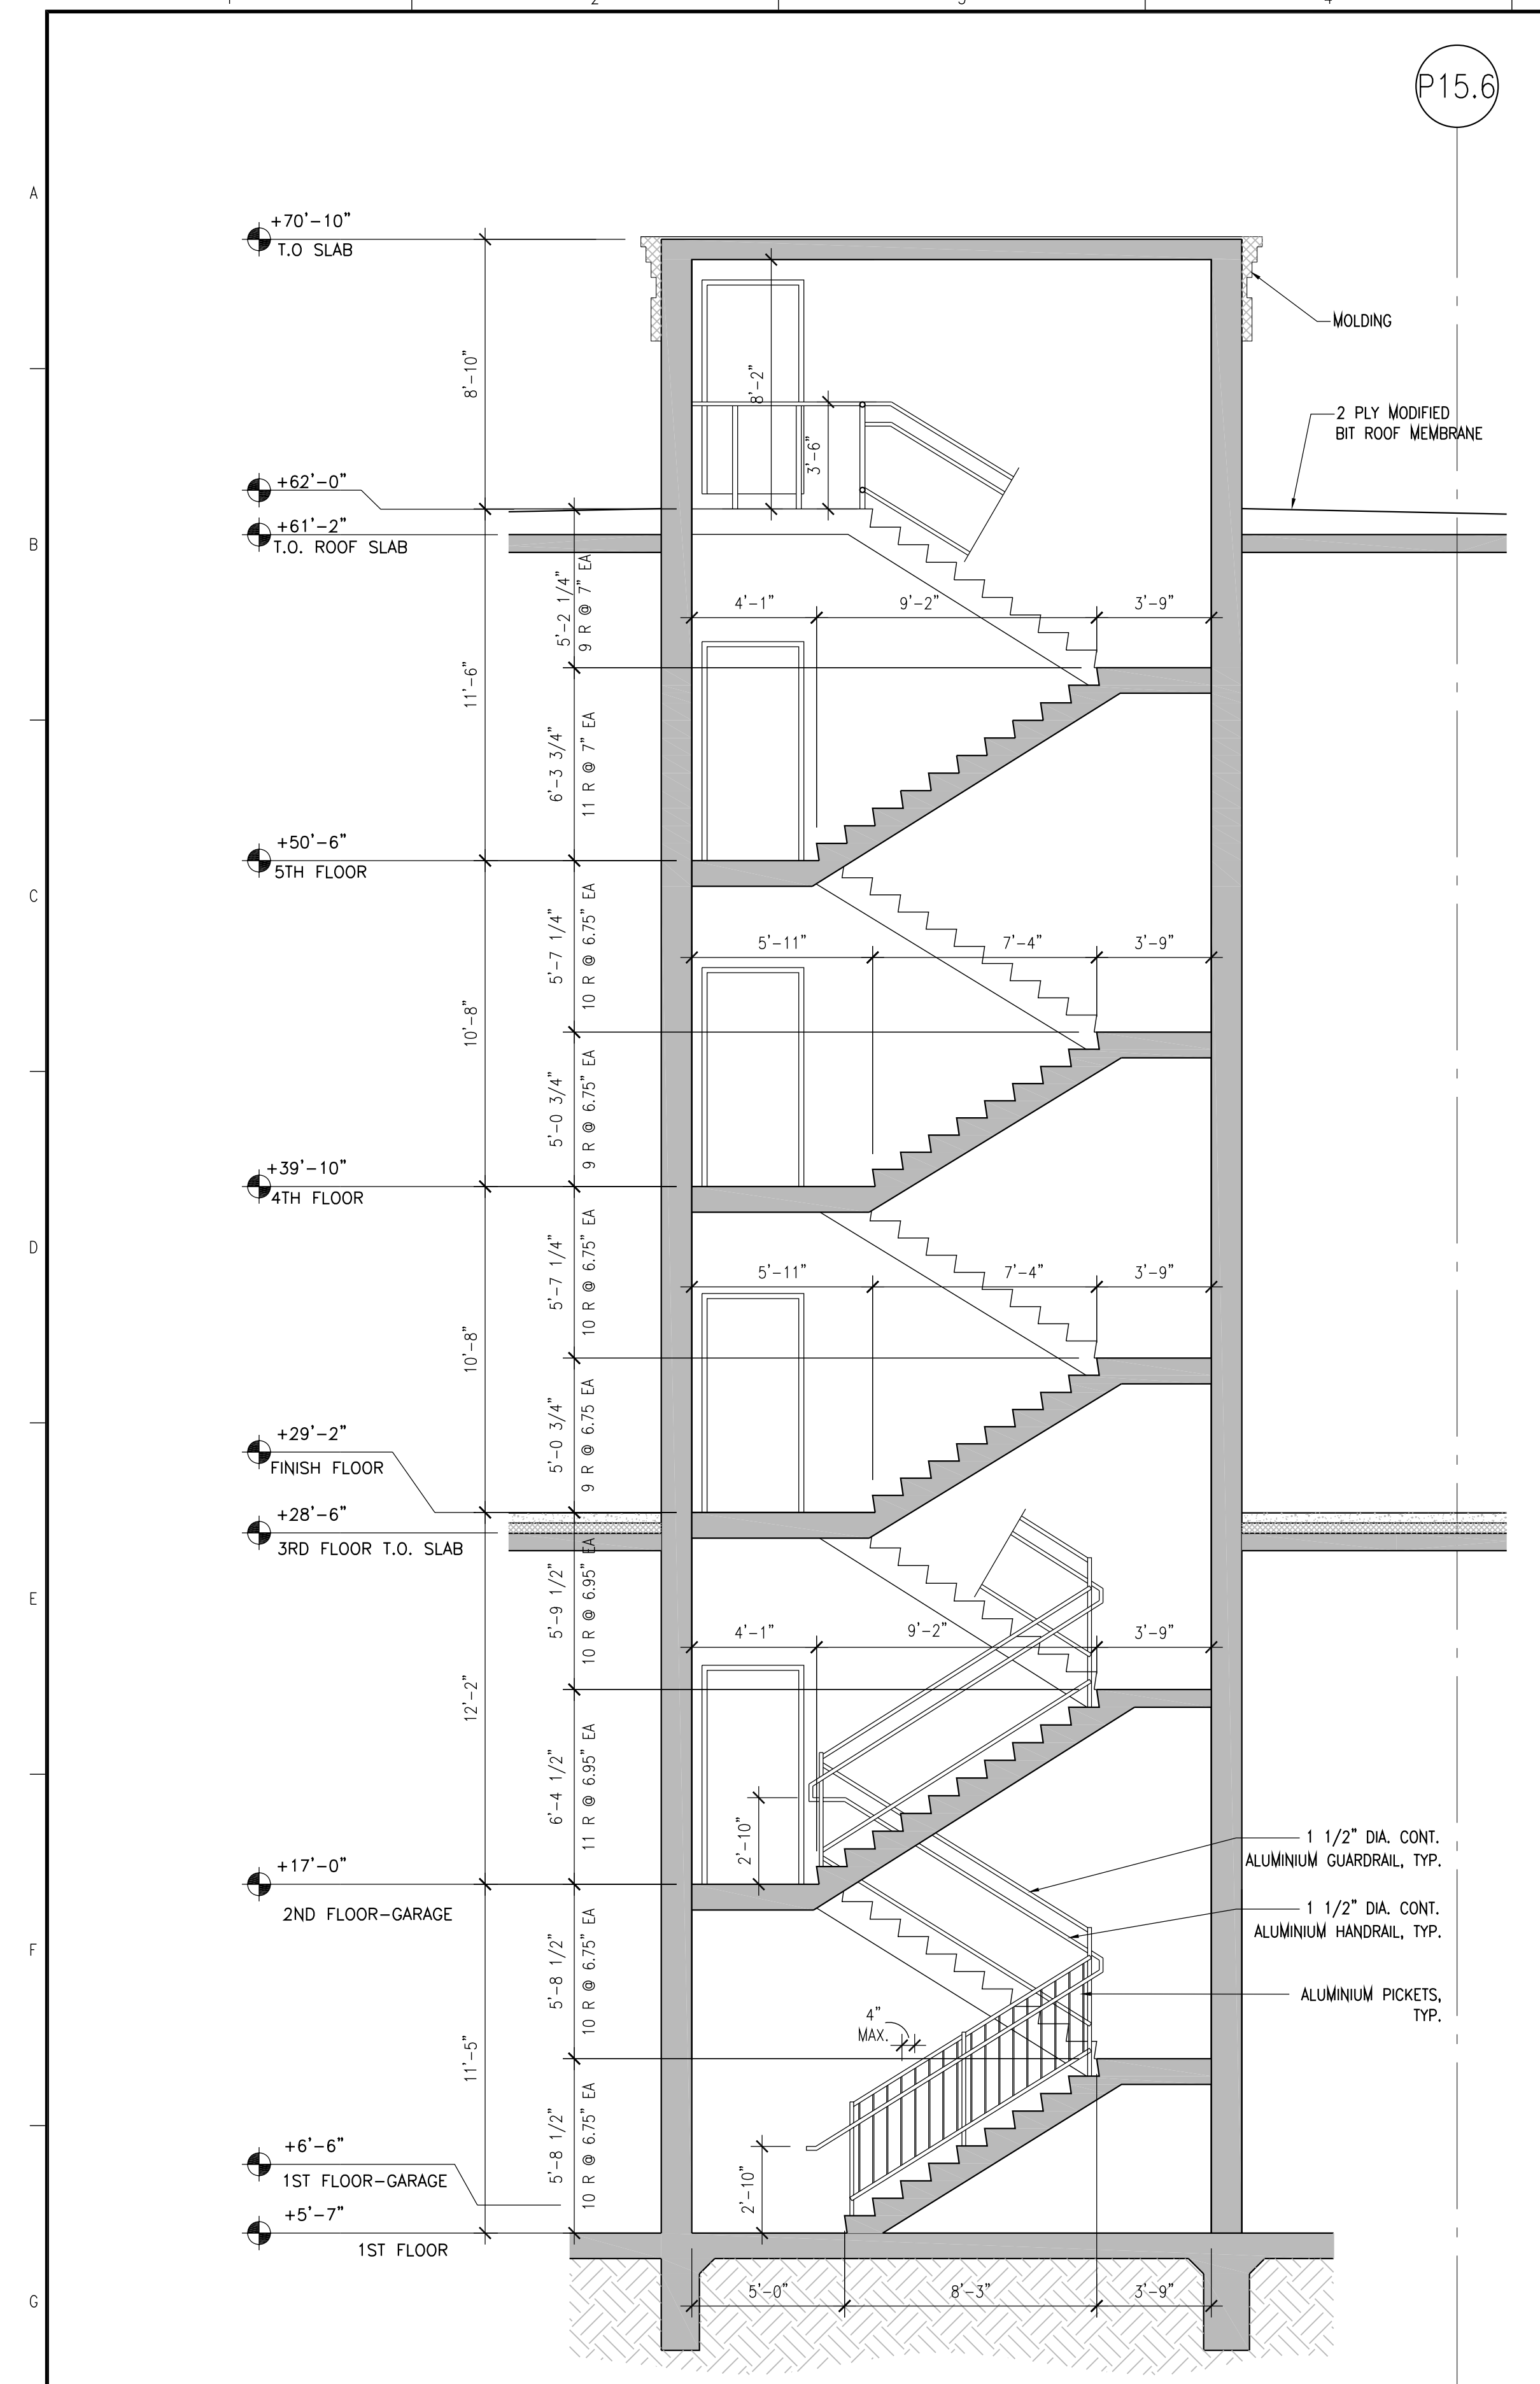 P15.6
A
+70'-10"
T.O SLAB
MOLDING
8'-10"
8'-2"
2 PLY MODIFIED
BIT ROOF MEMBRANE
3'-6"
+62'-0"
+61'-2"
T.O. ROOF SLAB
B
5'-2 1/4"
9 R @ 7" EA
4'-1"
9'-2"
3'-9"
11'-6"
6'-3 3/4"
11 R @ 7" EA
+50'-6"
5TH FLOOR
C
5'-7 1/4"
10 R @ 6.75" EA
5'-11"
7'-4"
3'-9"
10'-8"
5'-0 3/4"
9 R @ 6.75" EA
+39'-10"
4TH FLOOR
D
5'-7 1/4"
10 R @ 6.75" EA
5'-11"
7'-4"
3'-9"
10'-8"
5'-0 3/4"
9 R @ 6.75 EA
+29'-2"
FINISH FLOOR
+28'-6"
3RD FLOOR T.O. SLAB
E
5'-9 1/2"
10 R @ 6.95" EA
4'-1"
9'-2"
3'-9"
12'-2"
6'-4 1/2"
11 R @ 6.95" EA
2'-10"
1 1/2" DIA. CONT.
ALUMINIUM GUARDRAIL, TYP.
+17'-0"
2ND FLOOR-GARAGE
1 1/2" DIA. CONT.
ALUMINIUM HANDRAIL, TYP.
F
5'-8 1/2"
10 R @ 6.75" EA
ALUMINIUM PICKETS,
TYP.
4"
MAX.
11'-5"
5'-8 1/2"
10 R @ 6.75" EA
2'-10"
+6'-6"
1ST FLOOR-GARAGE
+5'-7"
1ST FLOOR
G
5'-0"
8'-3"
3'-9"